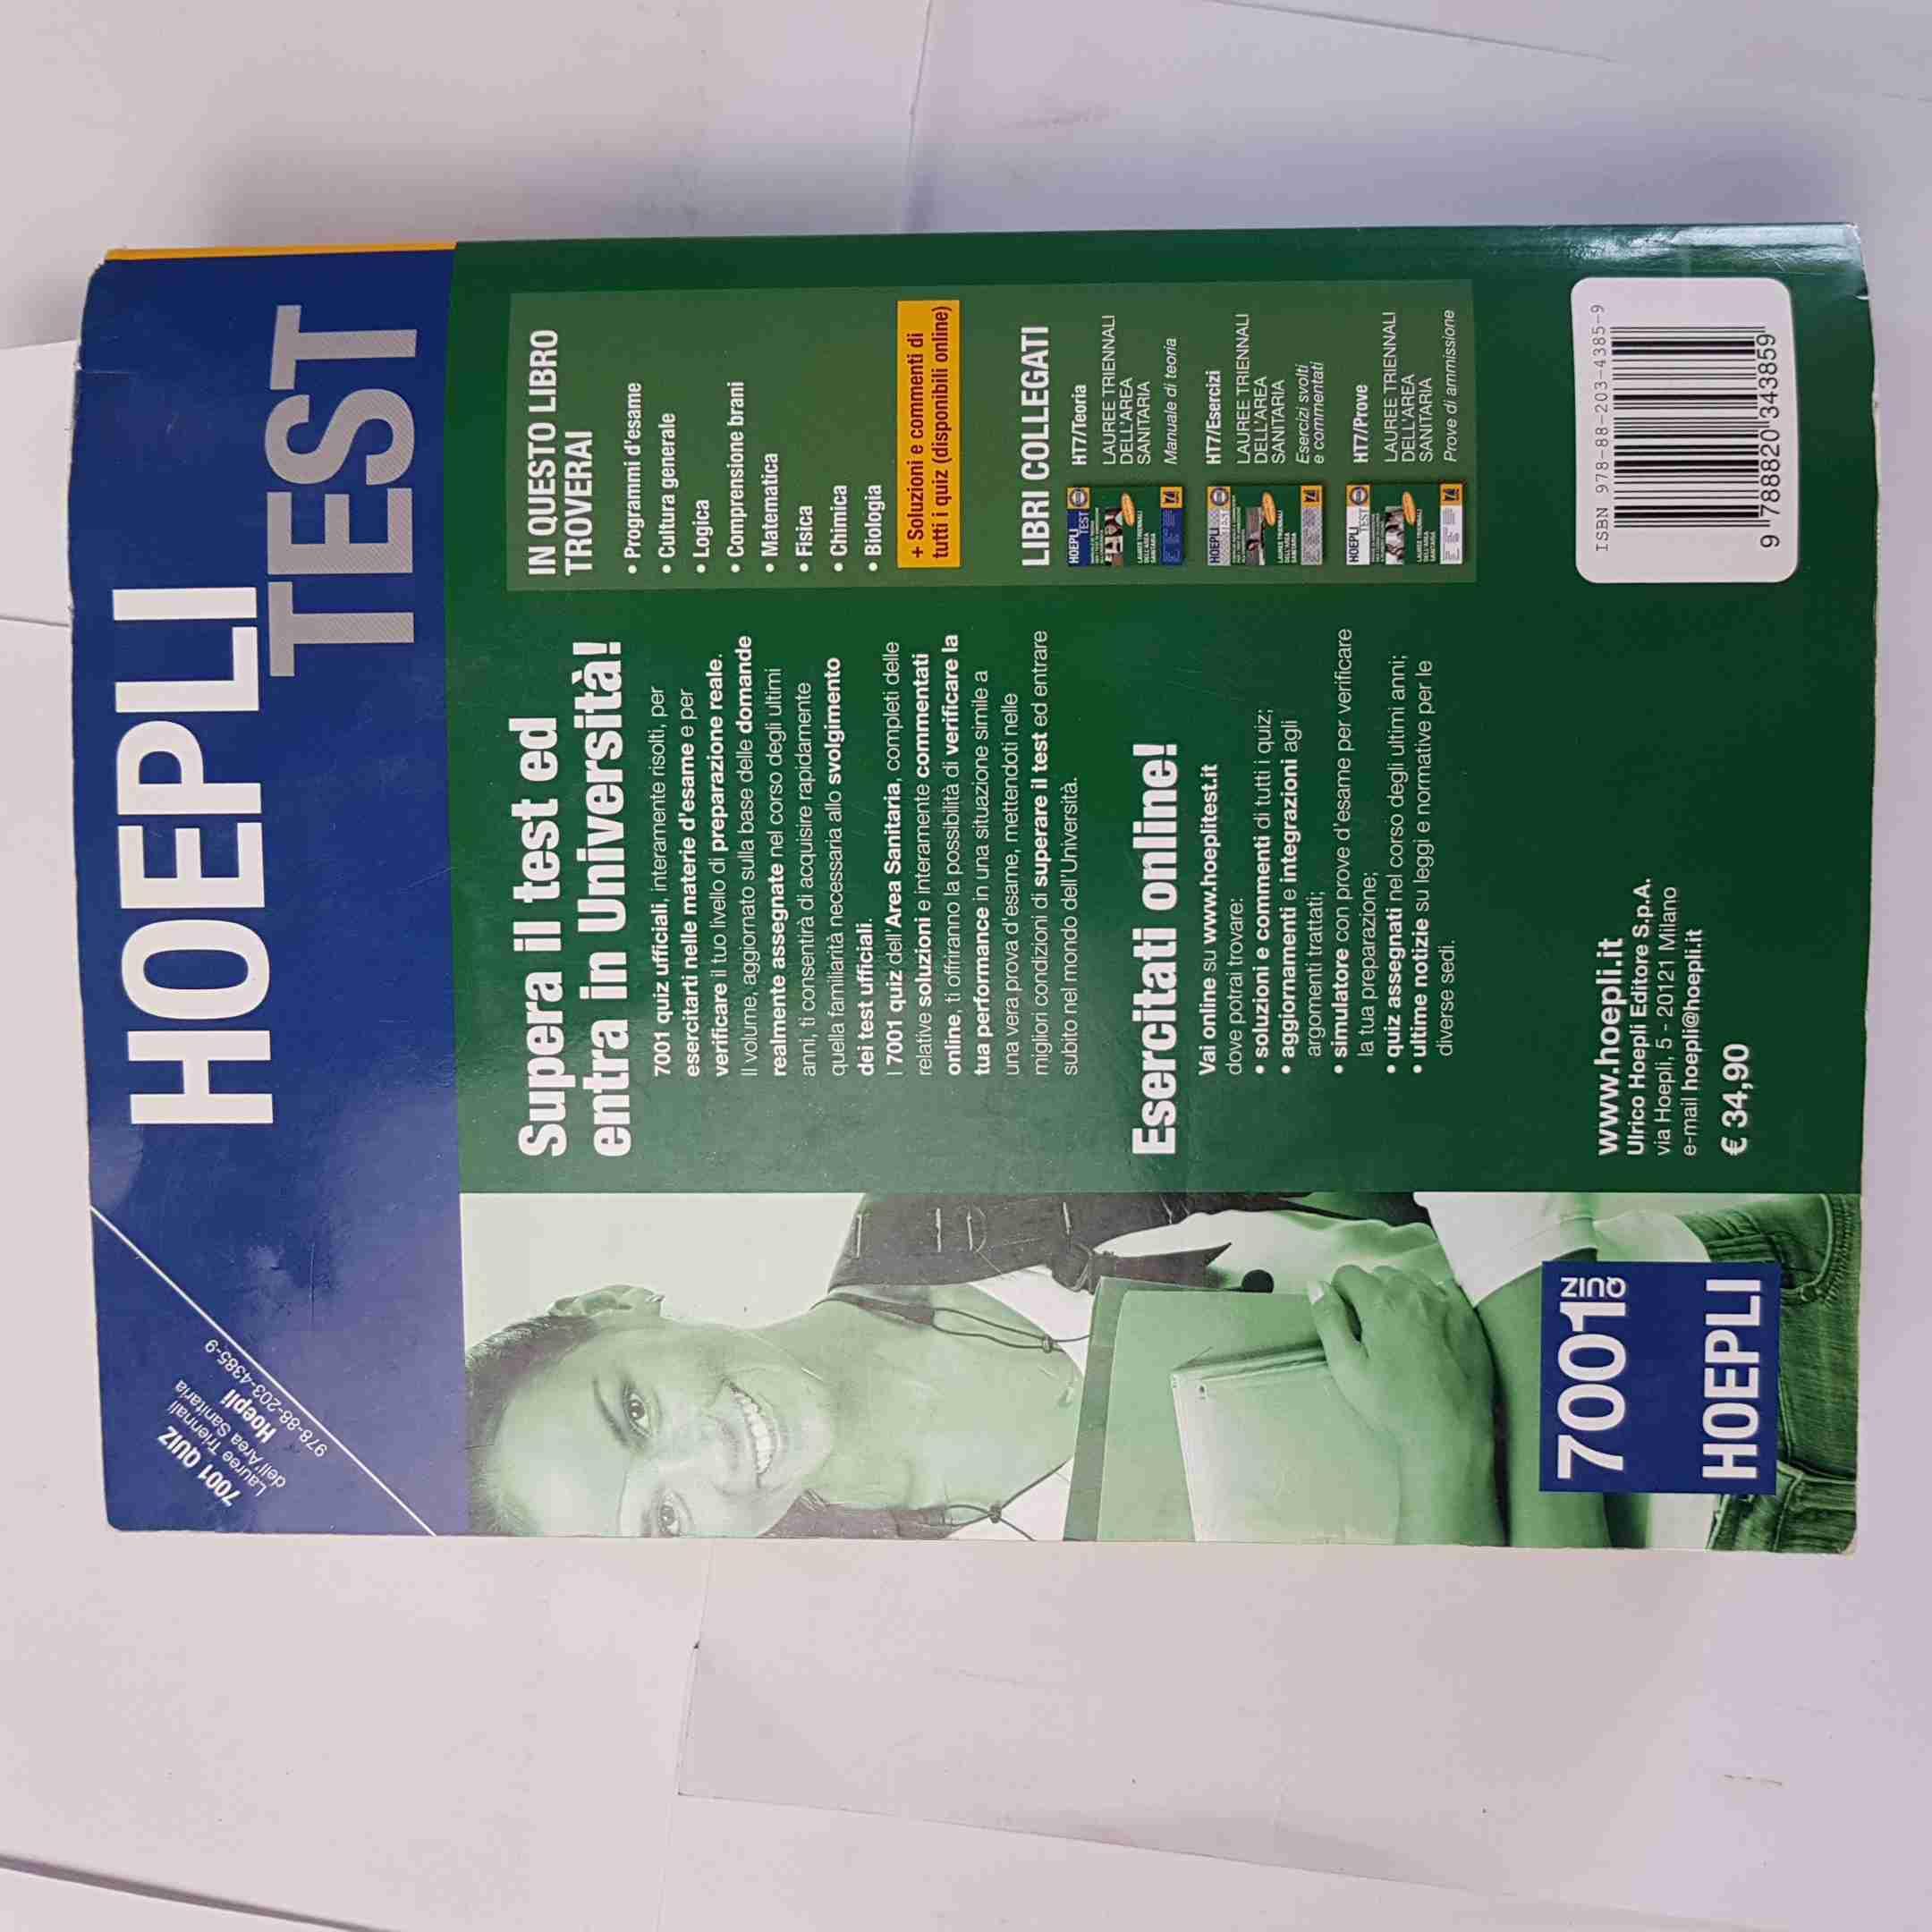 7001 QUIZ
Lauree Triennali
dell'Area Sanitaria
Hoepli
978-88-203-4385-9
HOEPLI
TEST
Supera il test ed
entra in Università!
7001 quiz ufficiali, interamente risolti, per
esercitarti nelle materie d'esame e per
verificare il tuo livello di preparazione reale.
Il volume, aggiornato sulla base delle domande
realmente assegnate nel corso degli ultimi
anni, ti consentirà di acquisire rapidamente
quella familiarità necessaria allo svolgimento
dei test ufficiali.
I 7001 quiz dell'Area Sanitaria, completi delle
relative soluzioni e interamente commentati
online, ti offriranno la possibilità di verificare la
tua performance in una situazione simile a
una vera prova d'esame, mettendoti nelle
migliori condizioni di superare il test ed entrare
subito nel mondo dell'Università.
Esercitati online!
Vai online su www.hoeplitest.it
dove potrai trovare:
• soluzioni e commenti di tutti i quiz;
• aggiornamenti e integrazioni agli
argomenti trattati;
• simulatore con prove d'esame per verificare
la tua preparazione;
• quiz assegnati nel corso degli ultimi anni;
• ultime notizie su leggi e normative per le
diverse sedi.
IN QUESTO LIBRO
TROVERAI
• Programmi d'esame
• Cultura generale
• Logica
• Comprensione brani
• Matematica
• Fisica
• Chimica
• Biologia
+ Soluzioni e commenti di
tutti i quiz (disponibili online)
LIBRI COLLEGATI
HOEPLI
TEST
HT7/Teoria
LAUREE TRIENNALI
DELL'AREA
SANITARIA
Manuale di teoria
HOEPLI
TEST
HT7/Esercizi
LAUREE TRIENNALI
DELL'AREA
SANITARIA
Esercizi svolti
e commentati
HOEPLI
TEST
HT7/Prove
LAUREE TRIENNALI
DELL'AREA
SANITARIA
Prove di ammissione
7001 QUIZ
HOEPLI
www.hoepli.it
Ulrico Hoepli Editore S.p.A.
via Hoepli, 5 - 20121 Milano
e-mail hoepli@hoepli.it
€ 34,90
ISBN 978-88-203-4385-9
9 788820 343859